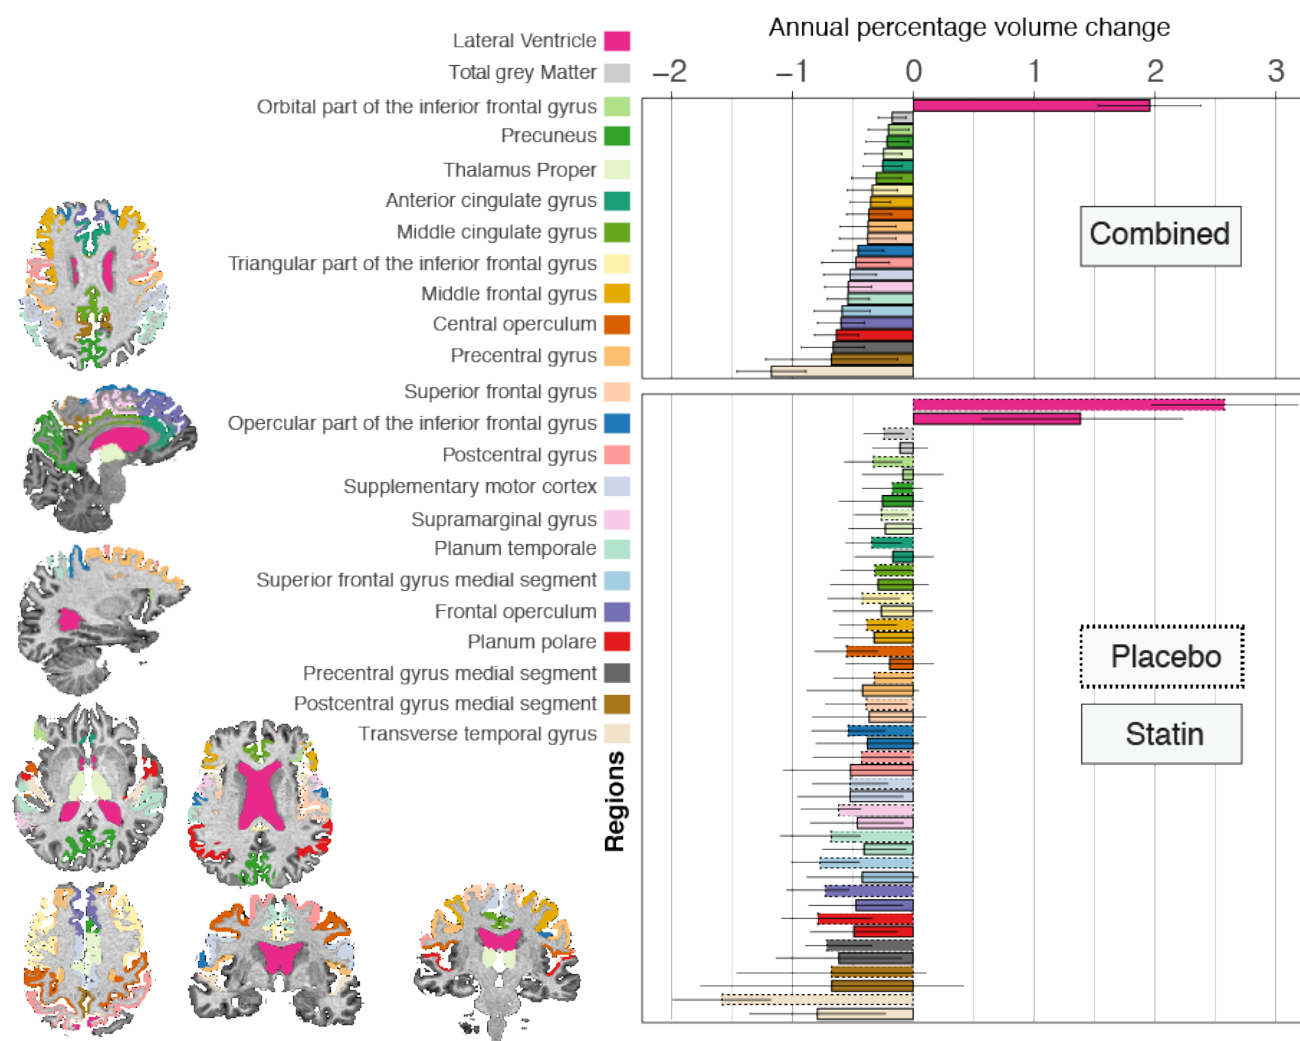 Annual percentage volume change
−2 −1 0 1 2 3
Lateral Ventricle
Total grey Matter
Orbital part of the inferior frontal gyrus
Precuneus
Thalamus Proper
Anterior cingulate gyrus
Middle cingulate gyrus
Triangular part of the inferior frontal gyrus
Middle frontal gyrus
Central operculum
Precentral gyrus
Superior frontal gyrus
Opercular part of the inferior frontal gyrus
Postcentral gyrus
Supplementary motor cortex
Supramarginal gyrus
Planum temporale
Superior frontal gyrus medial segment
Frontal operculum
Planum polare
Precentral gyrus medial segment
Postcentral gyrus medial segment
Transverse temporal gyrus
Regions
Combined
Placebo
Statin